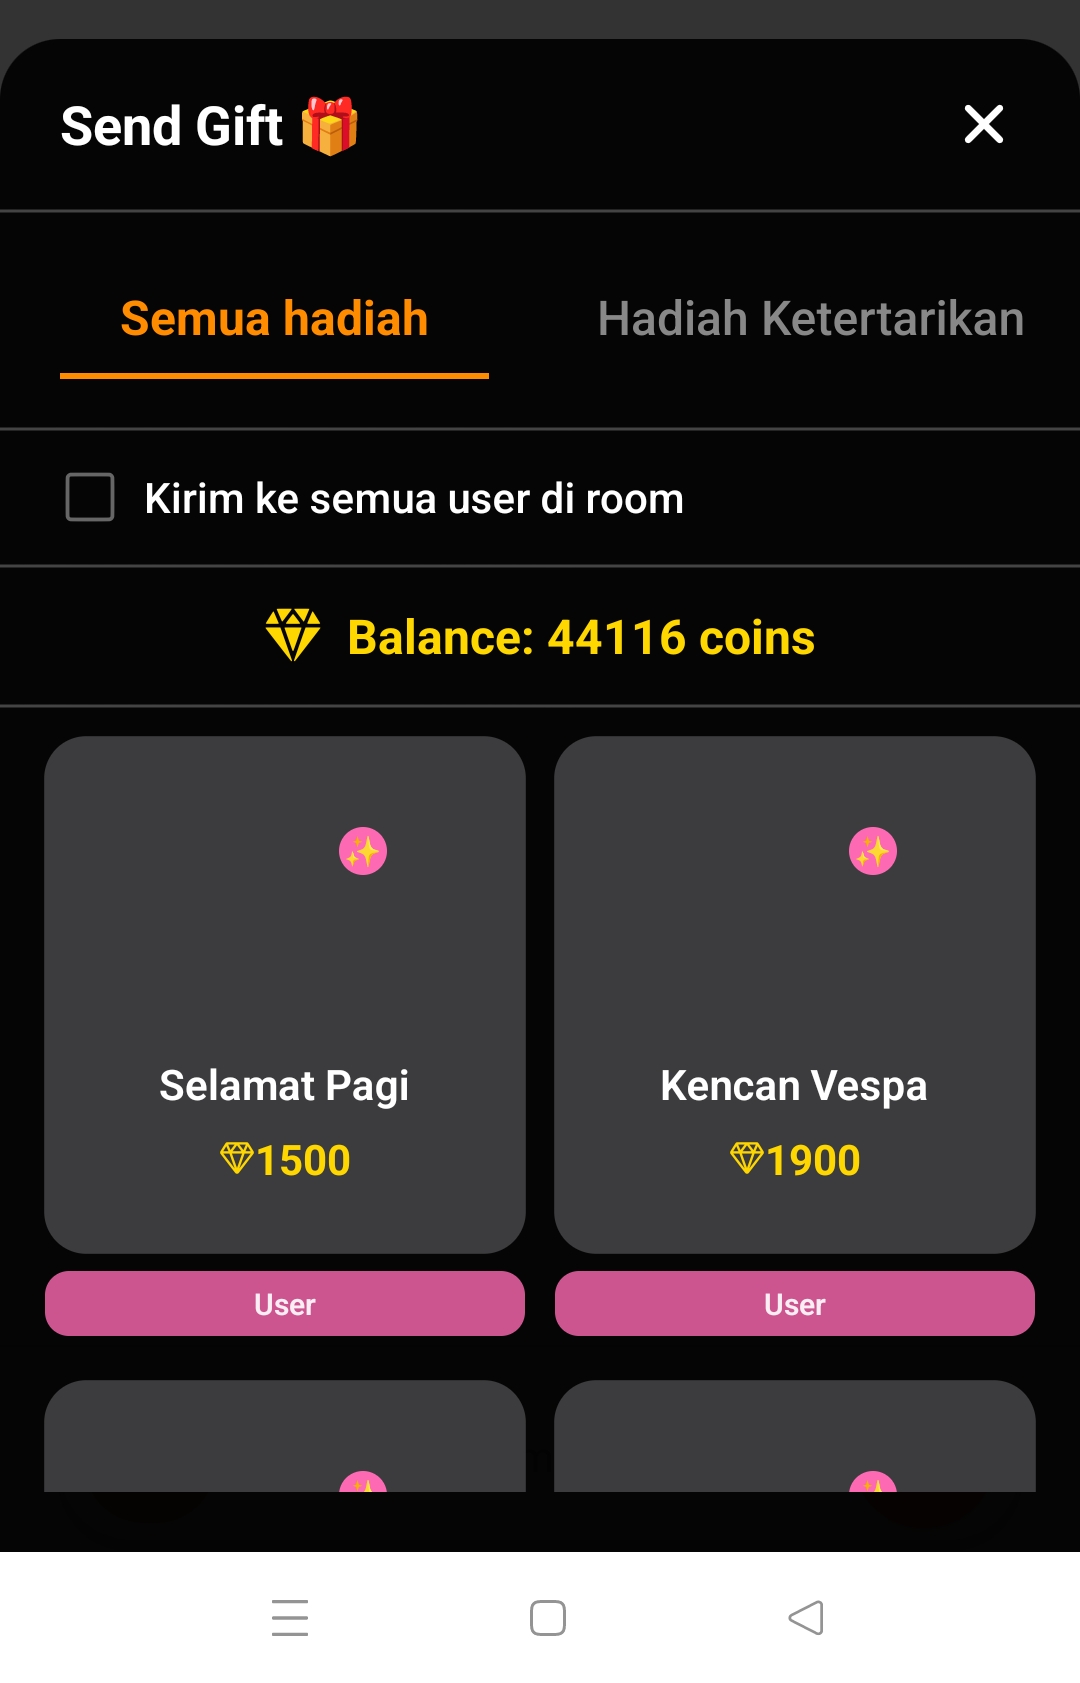 Send Gift 🎁
Semua hadiah
Hadiah Ketertarikan
Kirim ke semua user di room
Balance: 44116 coins
Selamat Pagi
Kencan Vespa
1500
1900
User
User